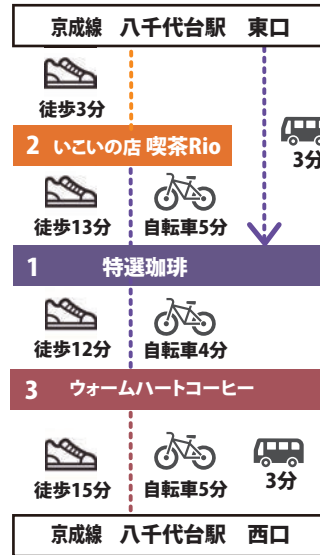 京成線 八千代台駅 東口
徒歩3分
3分
2 いこいの店 喫茶Rio
徒歩13分 自転車5分
1 特選珈琲
徒歩12分 自転車4分
3 ウォームハートコーヒー
徒歩15分 自転車5分 3分
京成線 八千代台駅 西口